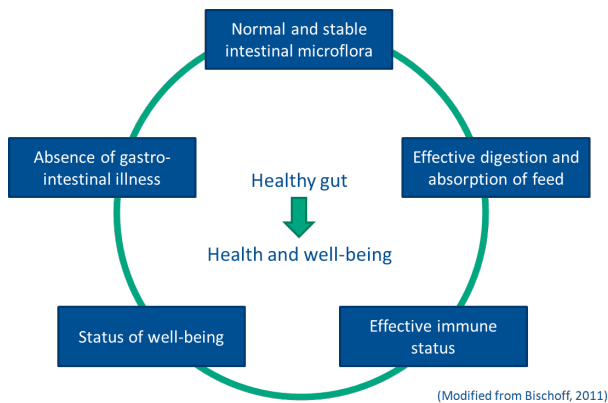 Normal and stable
intestinal microflora
Absence of gastro-
intestinal illness
Effective digestion and
absorption of feed
Healthy gut
Health and well-being
Status of well-being
Effective immune
status
(Modified from Bischoff, 2011)